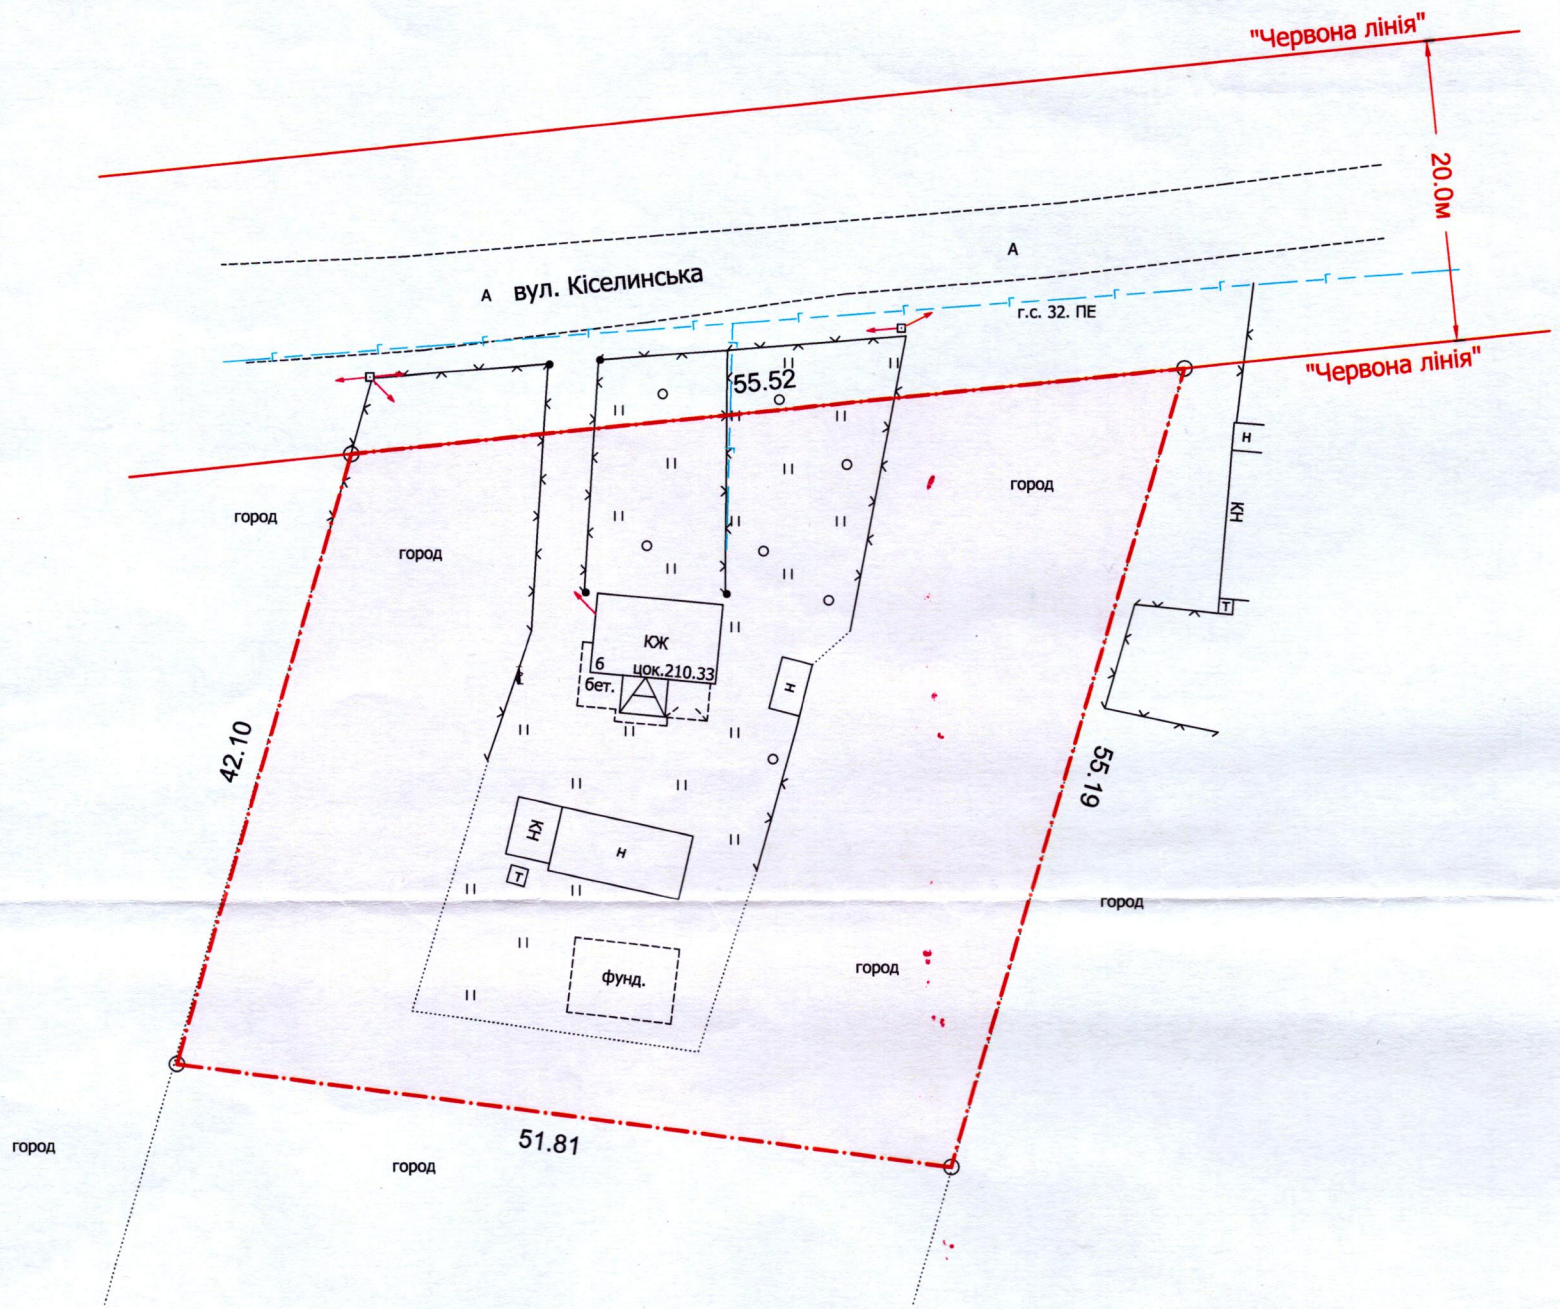 "Червона лінія"
20.0м
А
А вул. Кіселинська
г.с. 32. ПЕ
"Червона лінія"
55.52
н
город
город
КН
город
Т
КЖ
6 цок.210.33
бет.
н
42.10
55.19
КН
н
Т
город
город
фунд.
51.81
город
город